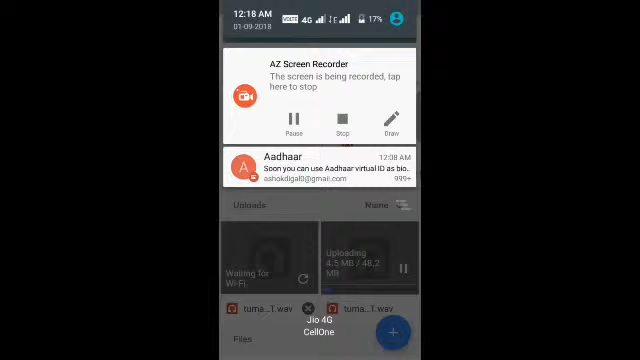 12:18 AM
01-09-2018
VOLTE 4G E 17%
AZ Screen Recorder
The screen is being recorded, tap
here to stop
Pause Stop Draw
A
Aadhaar 12:08 AM
Soon you can use Aadhaar virtual ID as bio..
ashokdigal0@gmail.com 999+
Uploads Name
Waiting for
Wi-Fi.
Uploading
4.5 MB / 48.2
MB
tuma...T.wav tuma...T.wav
Jio 4G
CellOne
Files